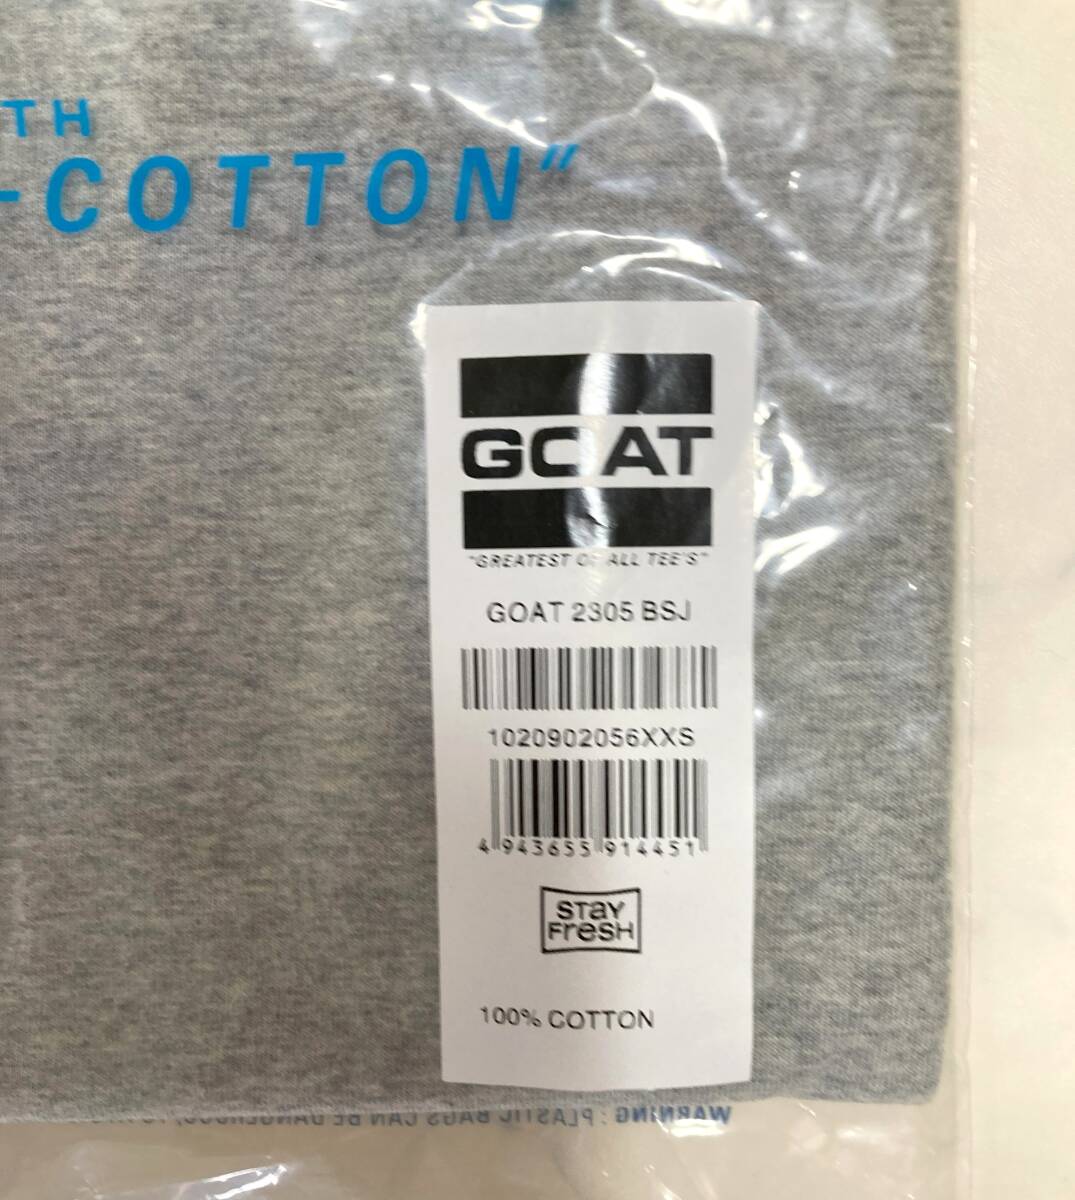 TH
-COTTON"
GOAT
"GREATEST OF ALL TEE'S"
GOAT 2305 BSJ
1020902056XXS
4 943655 914451
STAY
FRESH
100% COTTON
WARNING : PLASTIC BAGS CAN BE DANGEROUS,